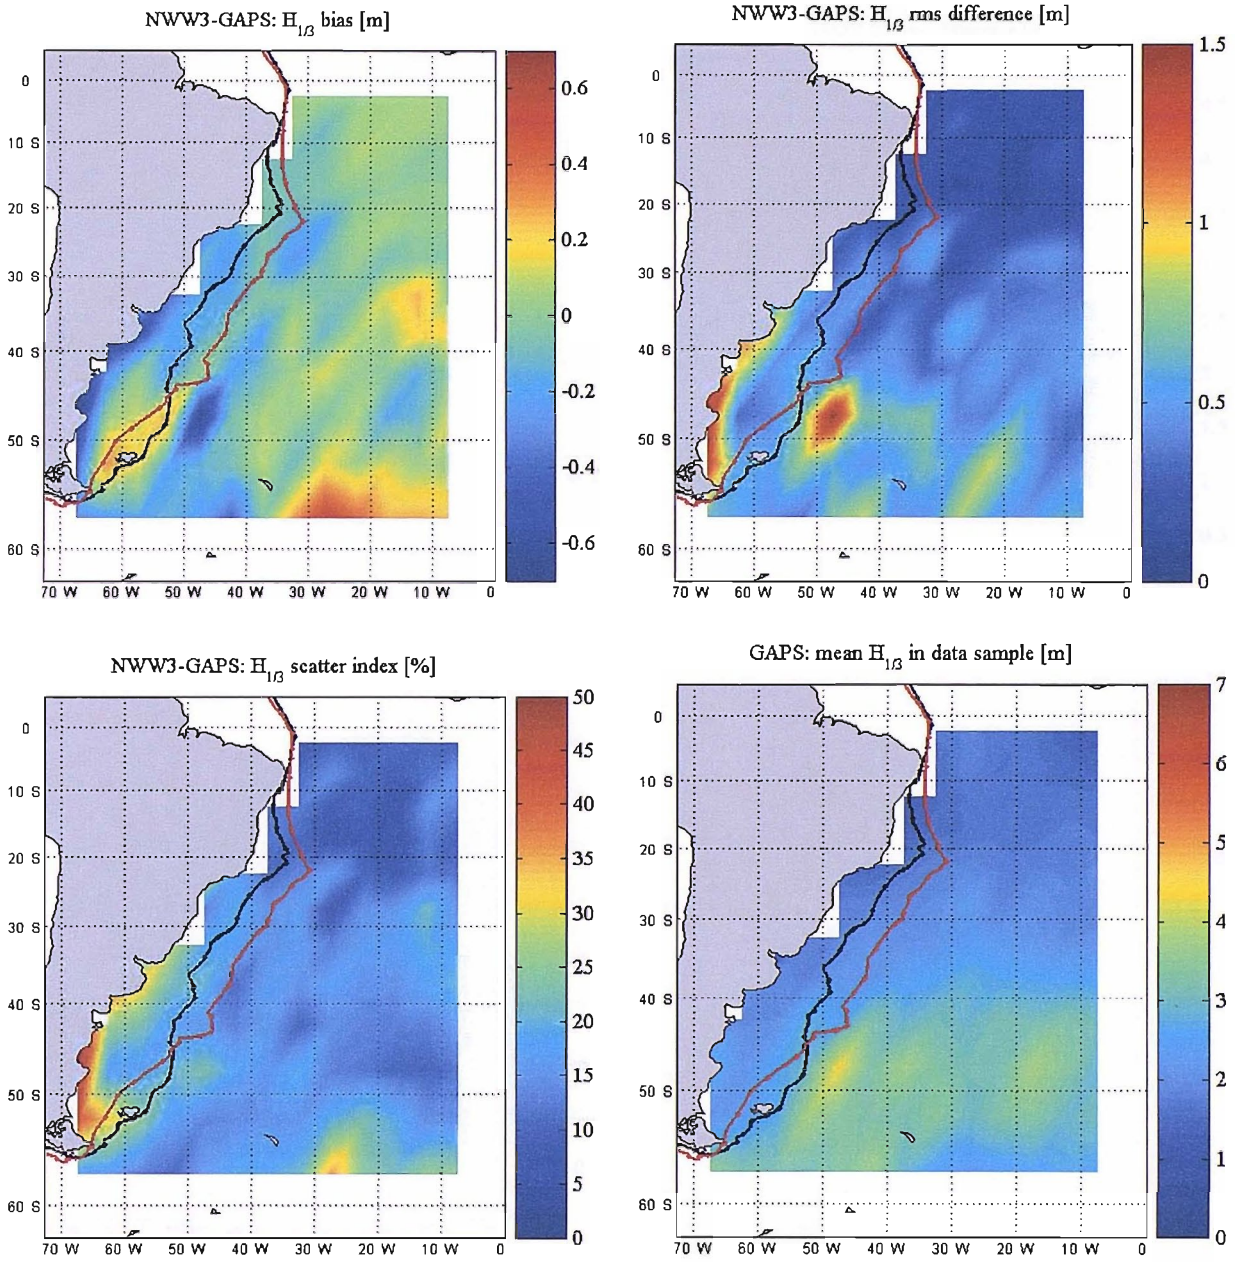 NWW3-GAPS: H1/3 bias [m]
0
10 S
20 S
30 S
40 S
50 S
60 S
70 W 60 W 50 W 40 W 30 W 20 W 10 W 0
0.6
0.4
0.2
0
-0.2
-0.4
-0.6
NWW3-GAPS: H1/3 rms difference [m]
0
10 S
20 S
30 S
40 S
50 S
60 S
70 W 60 W 50 W 40 W 30 W 20 W 10 W 0
1.5
1
0.5
0
NWW3-GAPS: H1/3 scatter index [%]
0
10 S
20 S
30 S
40 S
50 S
60 S
70 W 60 W 50 W 40 W 30 W 20 W 10 W 0
50
45
40
35
30
25
20
15
10
5
0
GAPS: mean H1/3 in data sample [m]
0
10 S
20 S
30 S
40 S
50 S
60 S
70 W 60 W 50 W 40 W 30 W 20 W 10 W 0
7
6
5
4
3
2
1
0